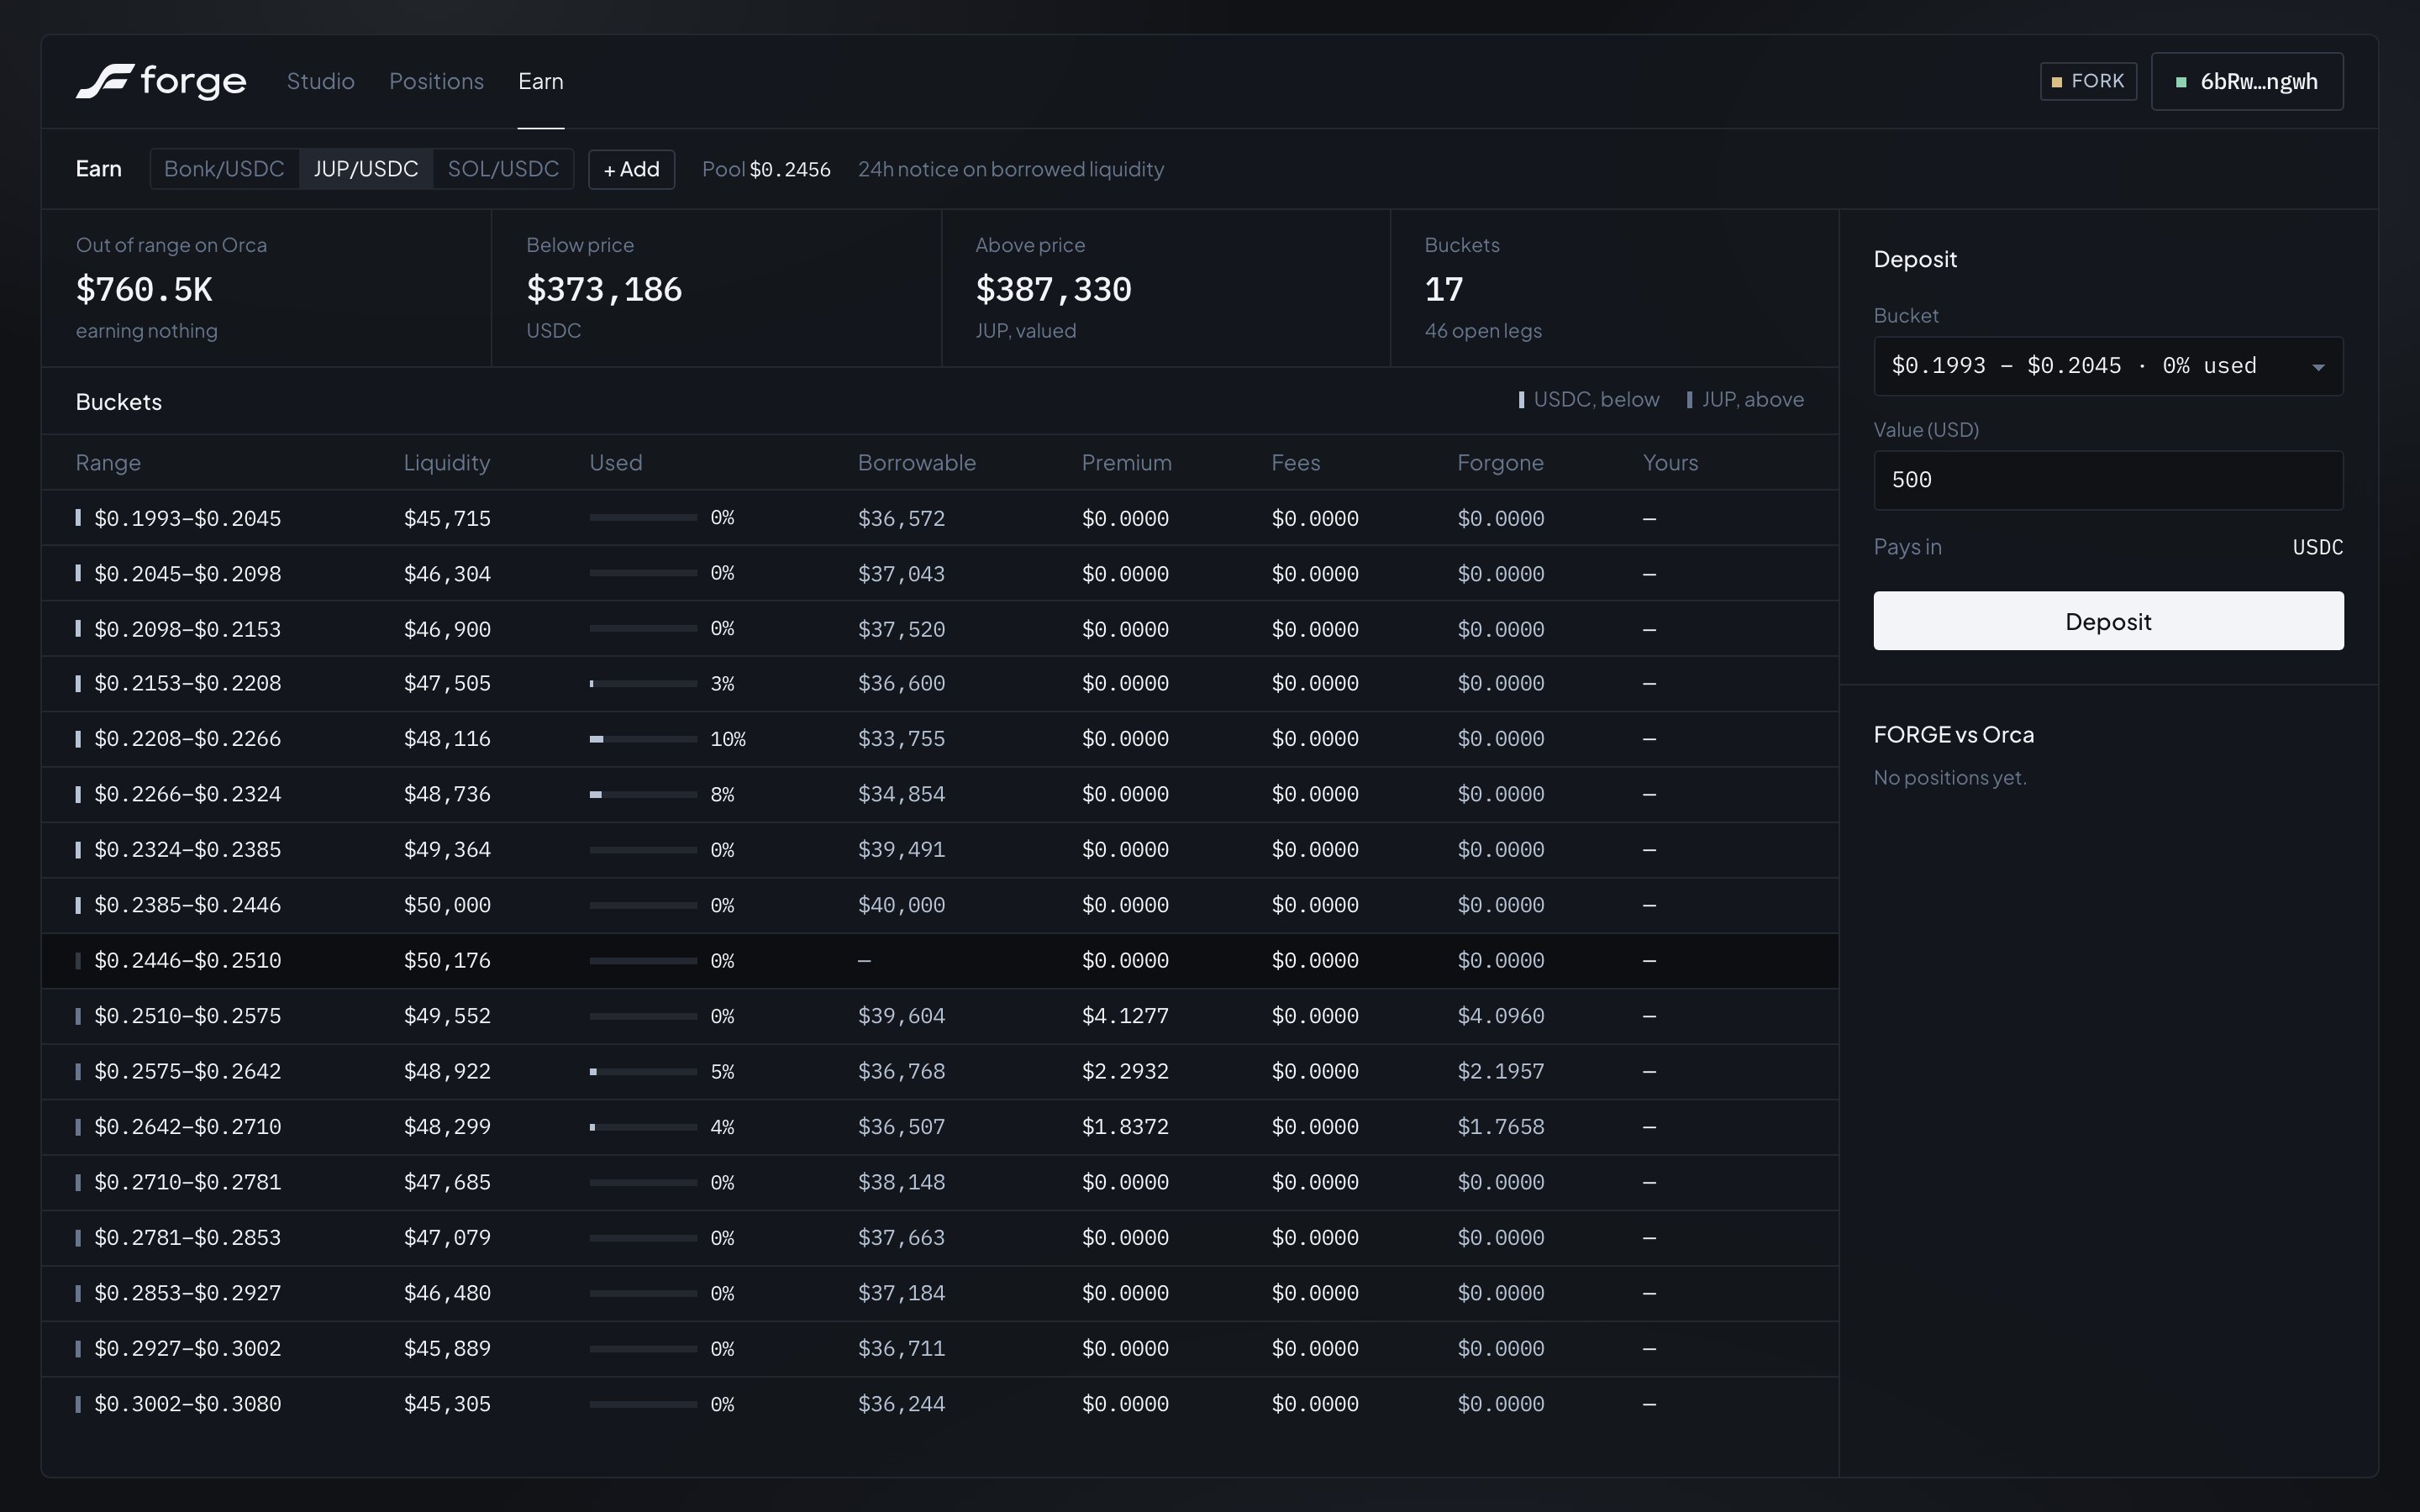 forge Studio Positions Earn FORK 6bRw…ngwh
Earn Bonk/USDC JUP/USDC SOL/USDC + Add Pool $0.2456 24h notice on borrowed liquidity
Out of range on Orca Below price Above price Buckets
$760.5K $373,186 $387,330 17
earning nothing USDC JUP, valued 46 open legs
Buckets USDC, below JUP, above
Range Liquidity Used Borrowable Premium Fees Forgone Yours
$0.1993–$0.2045 $45,715 0% $36,572 $0.0000 $0.0000 $0.0000 —
$0.2045–$0.2098 $46,304 0% $37,043 $0.0000 $0.0000 $0.0000 —
$0.2098–$0.2153 $46,900 0% $37,520 $0.0000 $0.0000 $0.0000 —
$0.2153–$0.2208 $47,505 3% $36,600 $0.0000 $0.0000 $0.0000 —
$0.2208–$0.2266 $48,116 10% $33,755 $0.0000 $0.0000 $0.0000 —
$0.2266–$0.2324 $48,736 8% $34,854 $0.0000 $0.0000 $0.0000 —
$0.2324–$0.2385 $49,364 0% $39,491 $0.0000 $0.0000 $0.0000 —
$0.2385–$0.2446 $50,000 0% $40,000 $0.0000 $0.0000 $0.0000 —
$0.2446–$0.2510 $50,176 0% — $0.0000 $0.0000 $0.0000 —
$0.2510–$0.2575 $49,552 0% $39,604 $4.1277 $0.0000 $4.0960 —
$0.2575–$0.2642 $48,922 5% $36,768 $2.2932 $0.0000 $2.1957 —
$0.2642–$0.2710 $48,299 4% $36,507 $1.8372 $0.0000 $1.7658 —
$0.2710–$0.2781 $47,685 0% $38,148 $0.0000 $0.0000 $0.0000 —
$0.2781–$0.2853 $47,079 0% $37,663 $0.0000 $0.0000 $0.0000 —
$0.2853–$0.2927 $46,480 0% $37,184 $0.0000 $0.0000 $0.0000 —
$0.2927–$0.3002 $45,889 0% $36,711 $0.0000 $0.0000 $0.0000 —
$0.3002–$0.3080 $45,305 0% $36,244 $0.0000 $0.0000 $0.0000 —
Deposit
Bucket
$0.1993 – $0.2045 · 0% used
Value (USD)
500
Pays in USDC
Deposit
FORGE vs Orca
No positions yet.